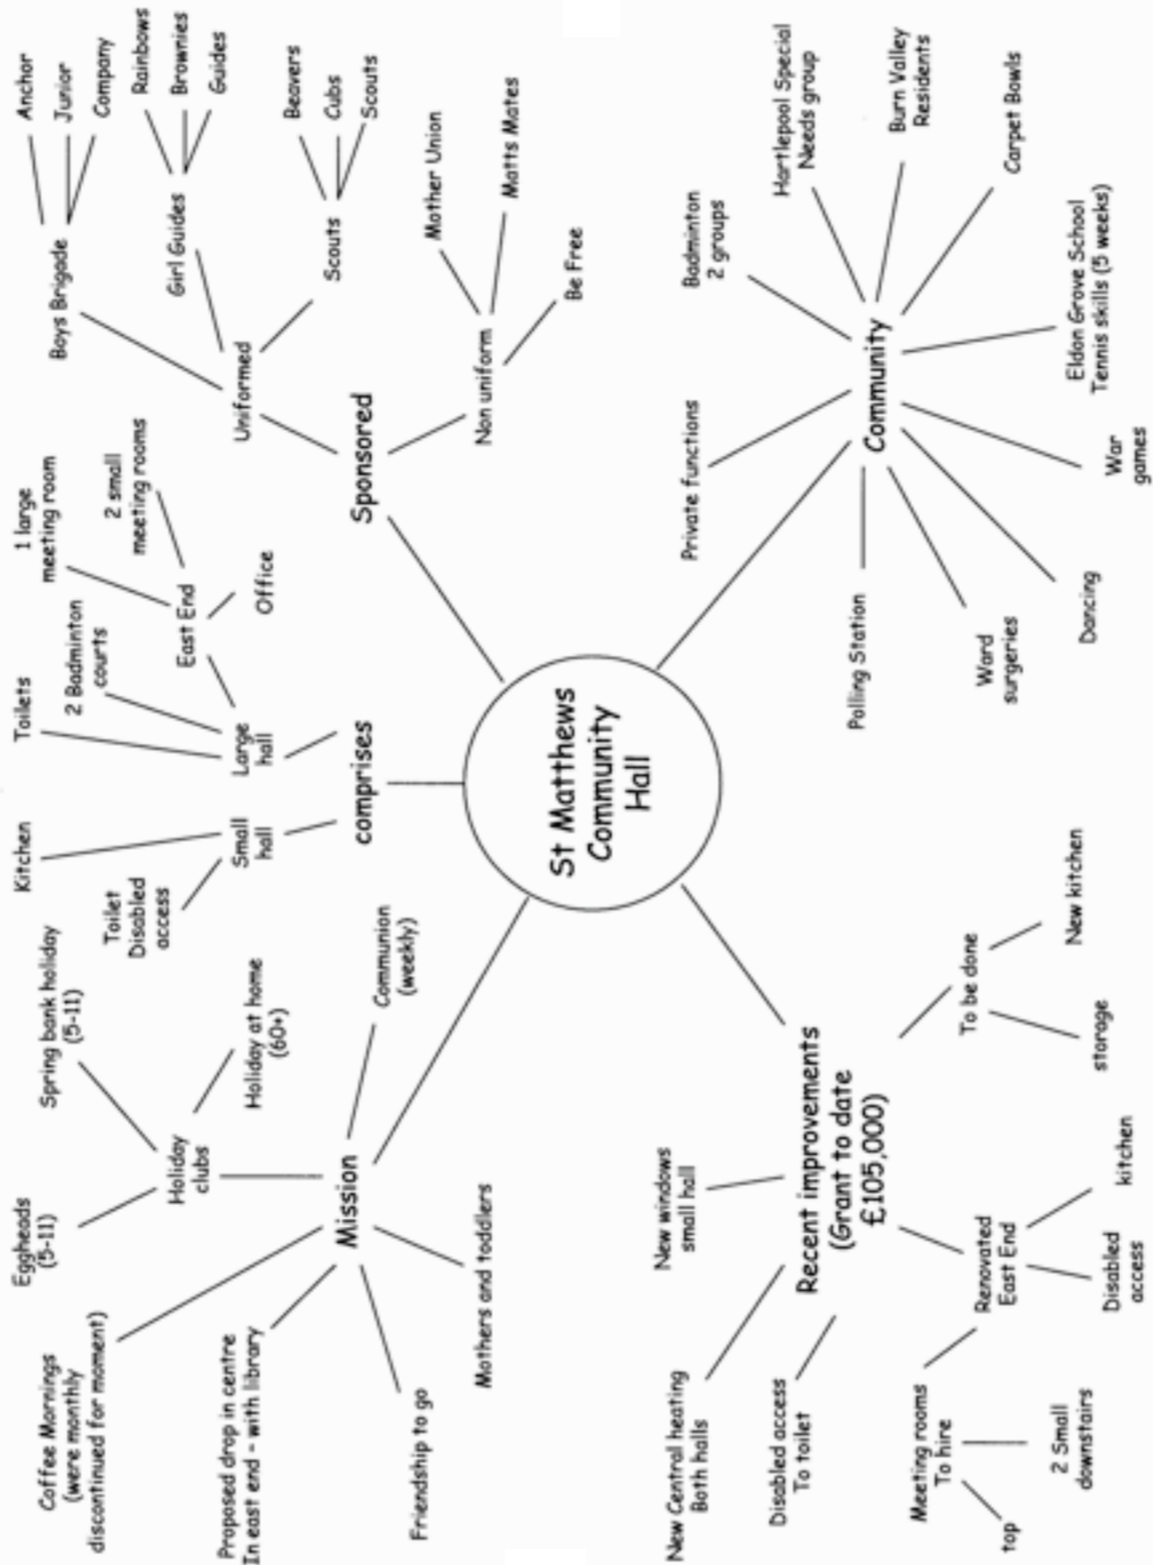 Coffee Mornings
(were monthly
discontinued for moment)
Eggheads
(5-11)
Spring bank holiday
(5-11)
Holiday
clubs
Holiday at home
(60+)
Proposed drop in centre
In east end - with library
Friendship to go
Mothers and toddlers
Mission
Communion
(weekly)
Kitchen
Toilets
Toilet
Disabled
access
Small
hall
Large
hall
2 Badminton
courts
1 large
meeting room
2 small
meeting rooms
East End
Office
comprises
Anchor
Junior
Company
Boys Brigade
Rainbows
Brownies
Guides
Girl Guides
Beavers
Cubs
Scouts
Scouts
Uniformed
Sponsored
Non uniform
Mother Union
Matts Mates
Be Free
St Matthews
Community
Hall
New Central heating
Both halls
New windows
small hall
Disabled access
To toilet
Recent improvements
(Grant to date
£105,000)
Meeting rooms
To hire
top
2 Small
downstairs
Renovated
East End
Disabled
access
kitchen
To be done
storage
New kitchen
Private functions
Badminton
2 groups
Hartlepool Special
Needs group
Burn Valley
Residents
Carpet Bowls
Community
Polling Station
Ward
surgeries
Dancing
War
games
Eldon Grove School
Tennis skills (5 weeks)